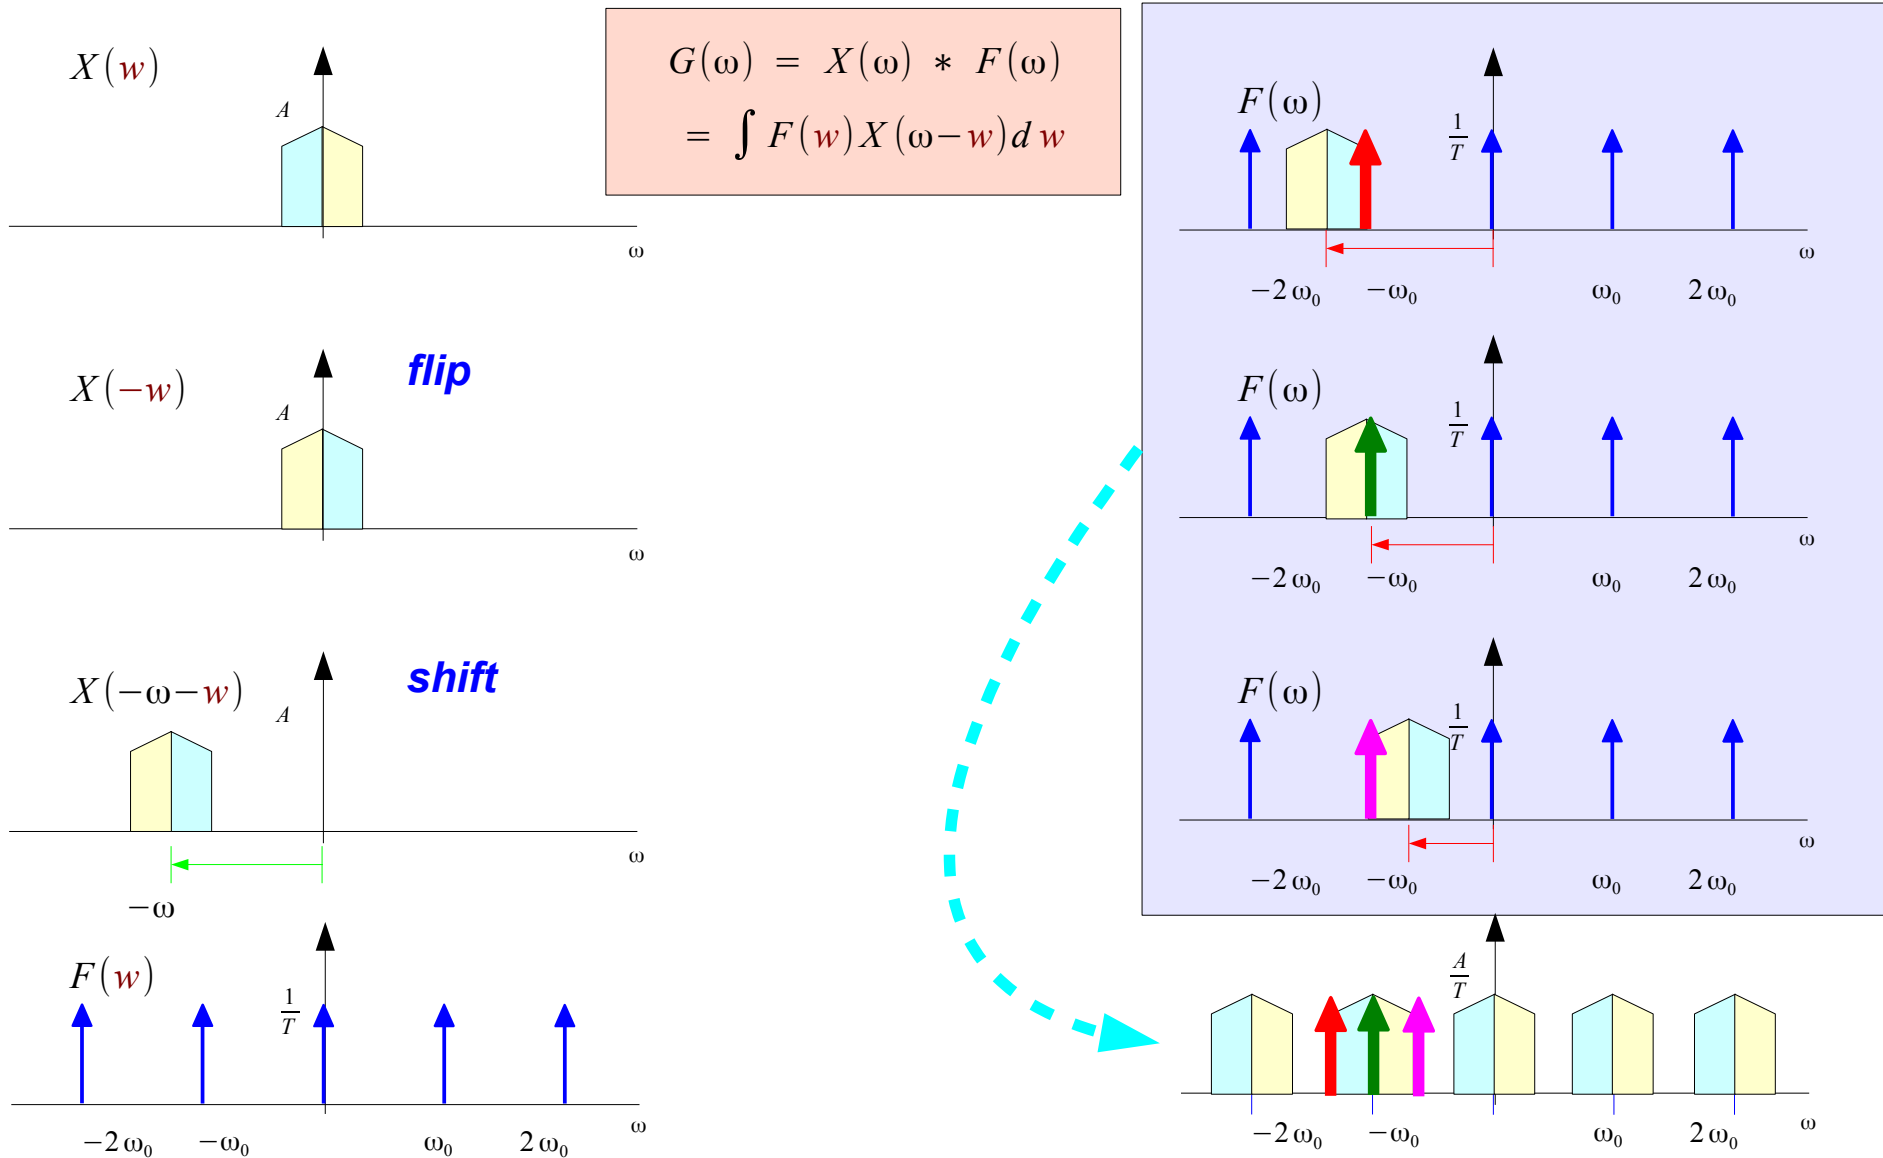 X(w)
A
ω
G(ω) = X(ω) * F(ω)
= ∫ F(w)X(ω−w)dw
F(ω)
1/T
ω
−2ω₀ −ω₀ ω₀ 2ω₀
X(−w)
flip
A
ω
F(ω)
1/T
ω
−2ω₀ −ω₀ ω₀ 2ω₀
X(−ω−w)
shift
A
ω
−ω
F(ω)
1/T
ω
−2ω₀ −ω₀ ω₀ 2ω₀
F(w)
1/T
ω
−2ω₀ −ω₀ ω₀ 2ω₀
A/T
ω
−2ω₀ −ω₀ ω₀ 2ω₀